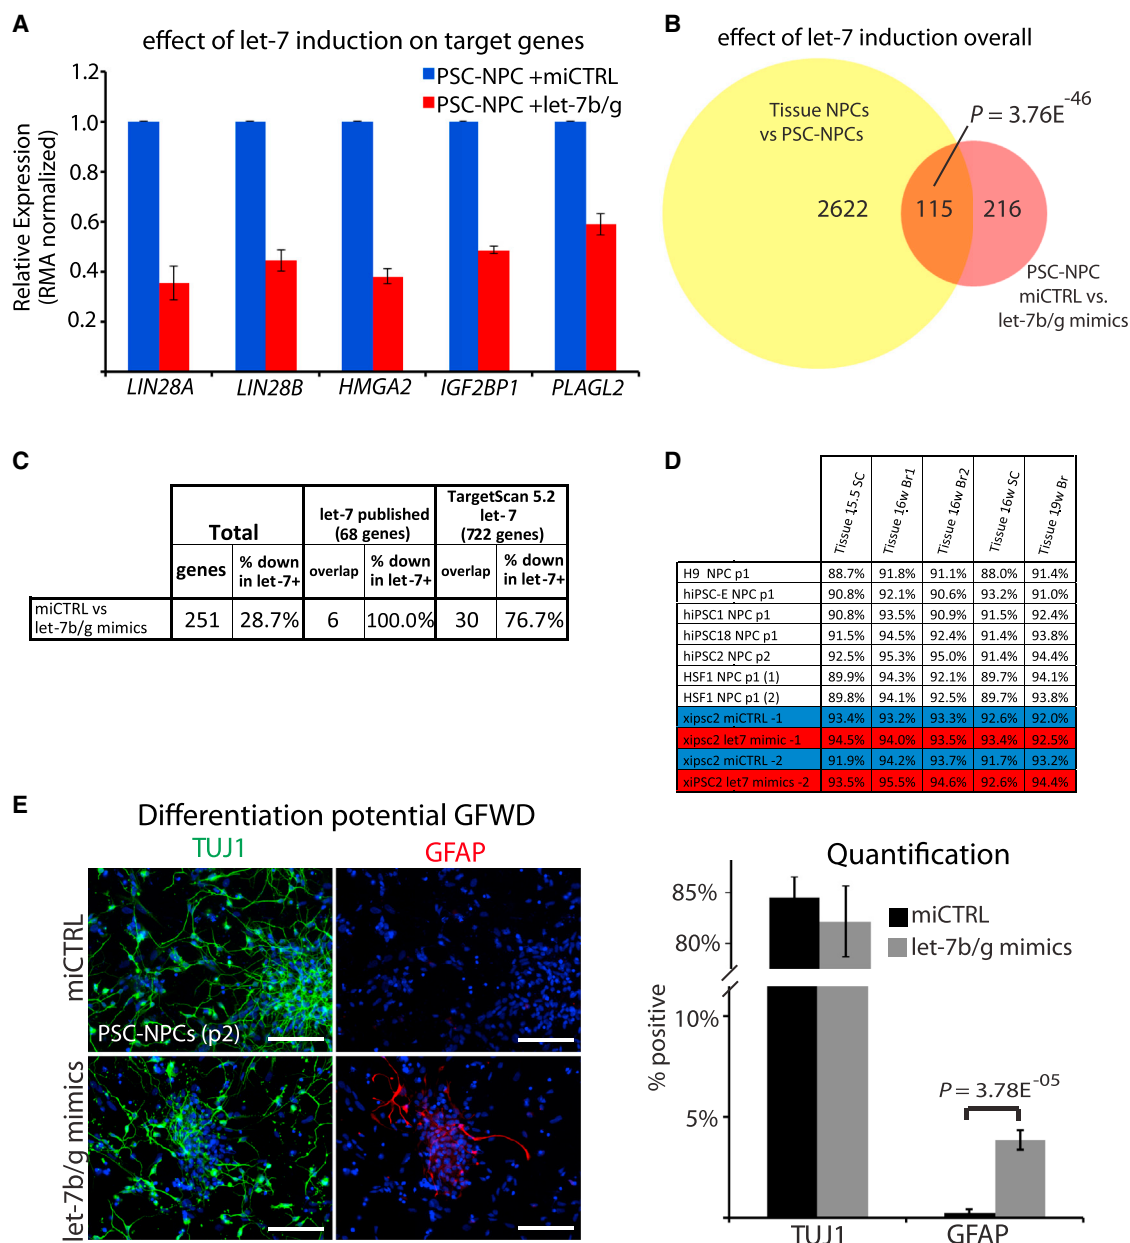 A
effect of let-7 induction on target genes
PSC-NPC +miCTRL
PSC-NPC +let-7b/g
Relative Expression
(RMA normalized)
1.2
1.0
0.8
0.6
0.4
0.2
LIN28A LIN28B HMGA2 IGF2BP1 PLAGL2
B
effect of let-7 induction overall
Tissue NPCs
vs PSC-NPCs
P = 3.76E-46
2622 115 216
PSC-NPC
miCTRL vs.
let-7b/g mimics
C
Total
let-7 published
(68 genes)
TargetScan 5.2
let-7
(722 genes)
genes % down in let-7+ overlap % down in let-7+ overlap % down in let-7+
miCTRL vs
let-7b/g mimics
251 28.7% 6 100.0% 30 76.7%
D
Tissue 15.5 SC Tissue 16w Br1 Tissue 16w Br2 Tissue 16w SC Tissue 19w Br
H9 NPC p1 88.7% 91.8% 91.1% 88.0% 91.4%
hiPSC-E NPC p1 90.8% 92.1% 90.6% 93.2% 91.0%
hiPSC1 NPC p1 90.8% 93.5% 90.9% 91.5% 92.4%
hiPSC18 NPC p1 91.5% 94.5% 92.4% 91.4% 93.8%
hiPSC2 NPC p2 92.5% 95.3% 95.0% 91.4% 94.4%
HSF1 NPC p1 (1) 89.9% 94.3% 92.1% 89.7% 94.1%
HSF1 NPC p1 (2) 89.8% 94.1% 92.5% 89.7% 93.8%
xipsc2 miCTRL -1 93.4% 93.2% 93.3% 92.6% 92.0%
xipsc2 let7 mimic -1 94.5% 94.0% 93.5% 93.4% 92.5%
xipsc2 miCTRL -2 91.9% 94.2% 93.7% 91.7% 93.2%
xiPSC2 let7 mimics -2 93.5% 95.5% 94.6% 92.6% 94.4%
E
Differentiation potential GFWD
TUJ1 GFAP
miCTRL
PSC-NPCs (p2)
let-7b/g mimics
Quantification
miCTRL
let-7b/g mimics
% positive
85%
80%
10%
5%
P = 3.78E-05
TUJ1 GFAP